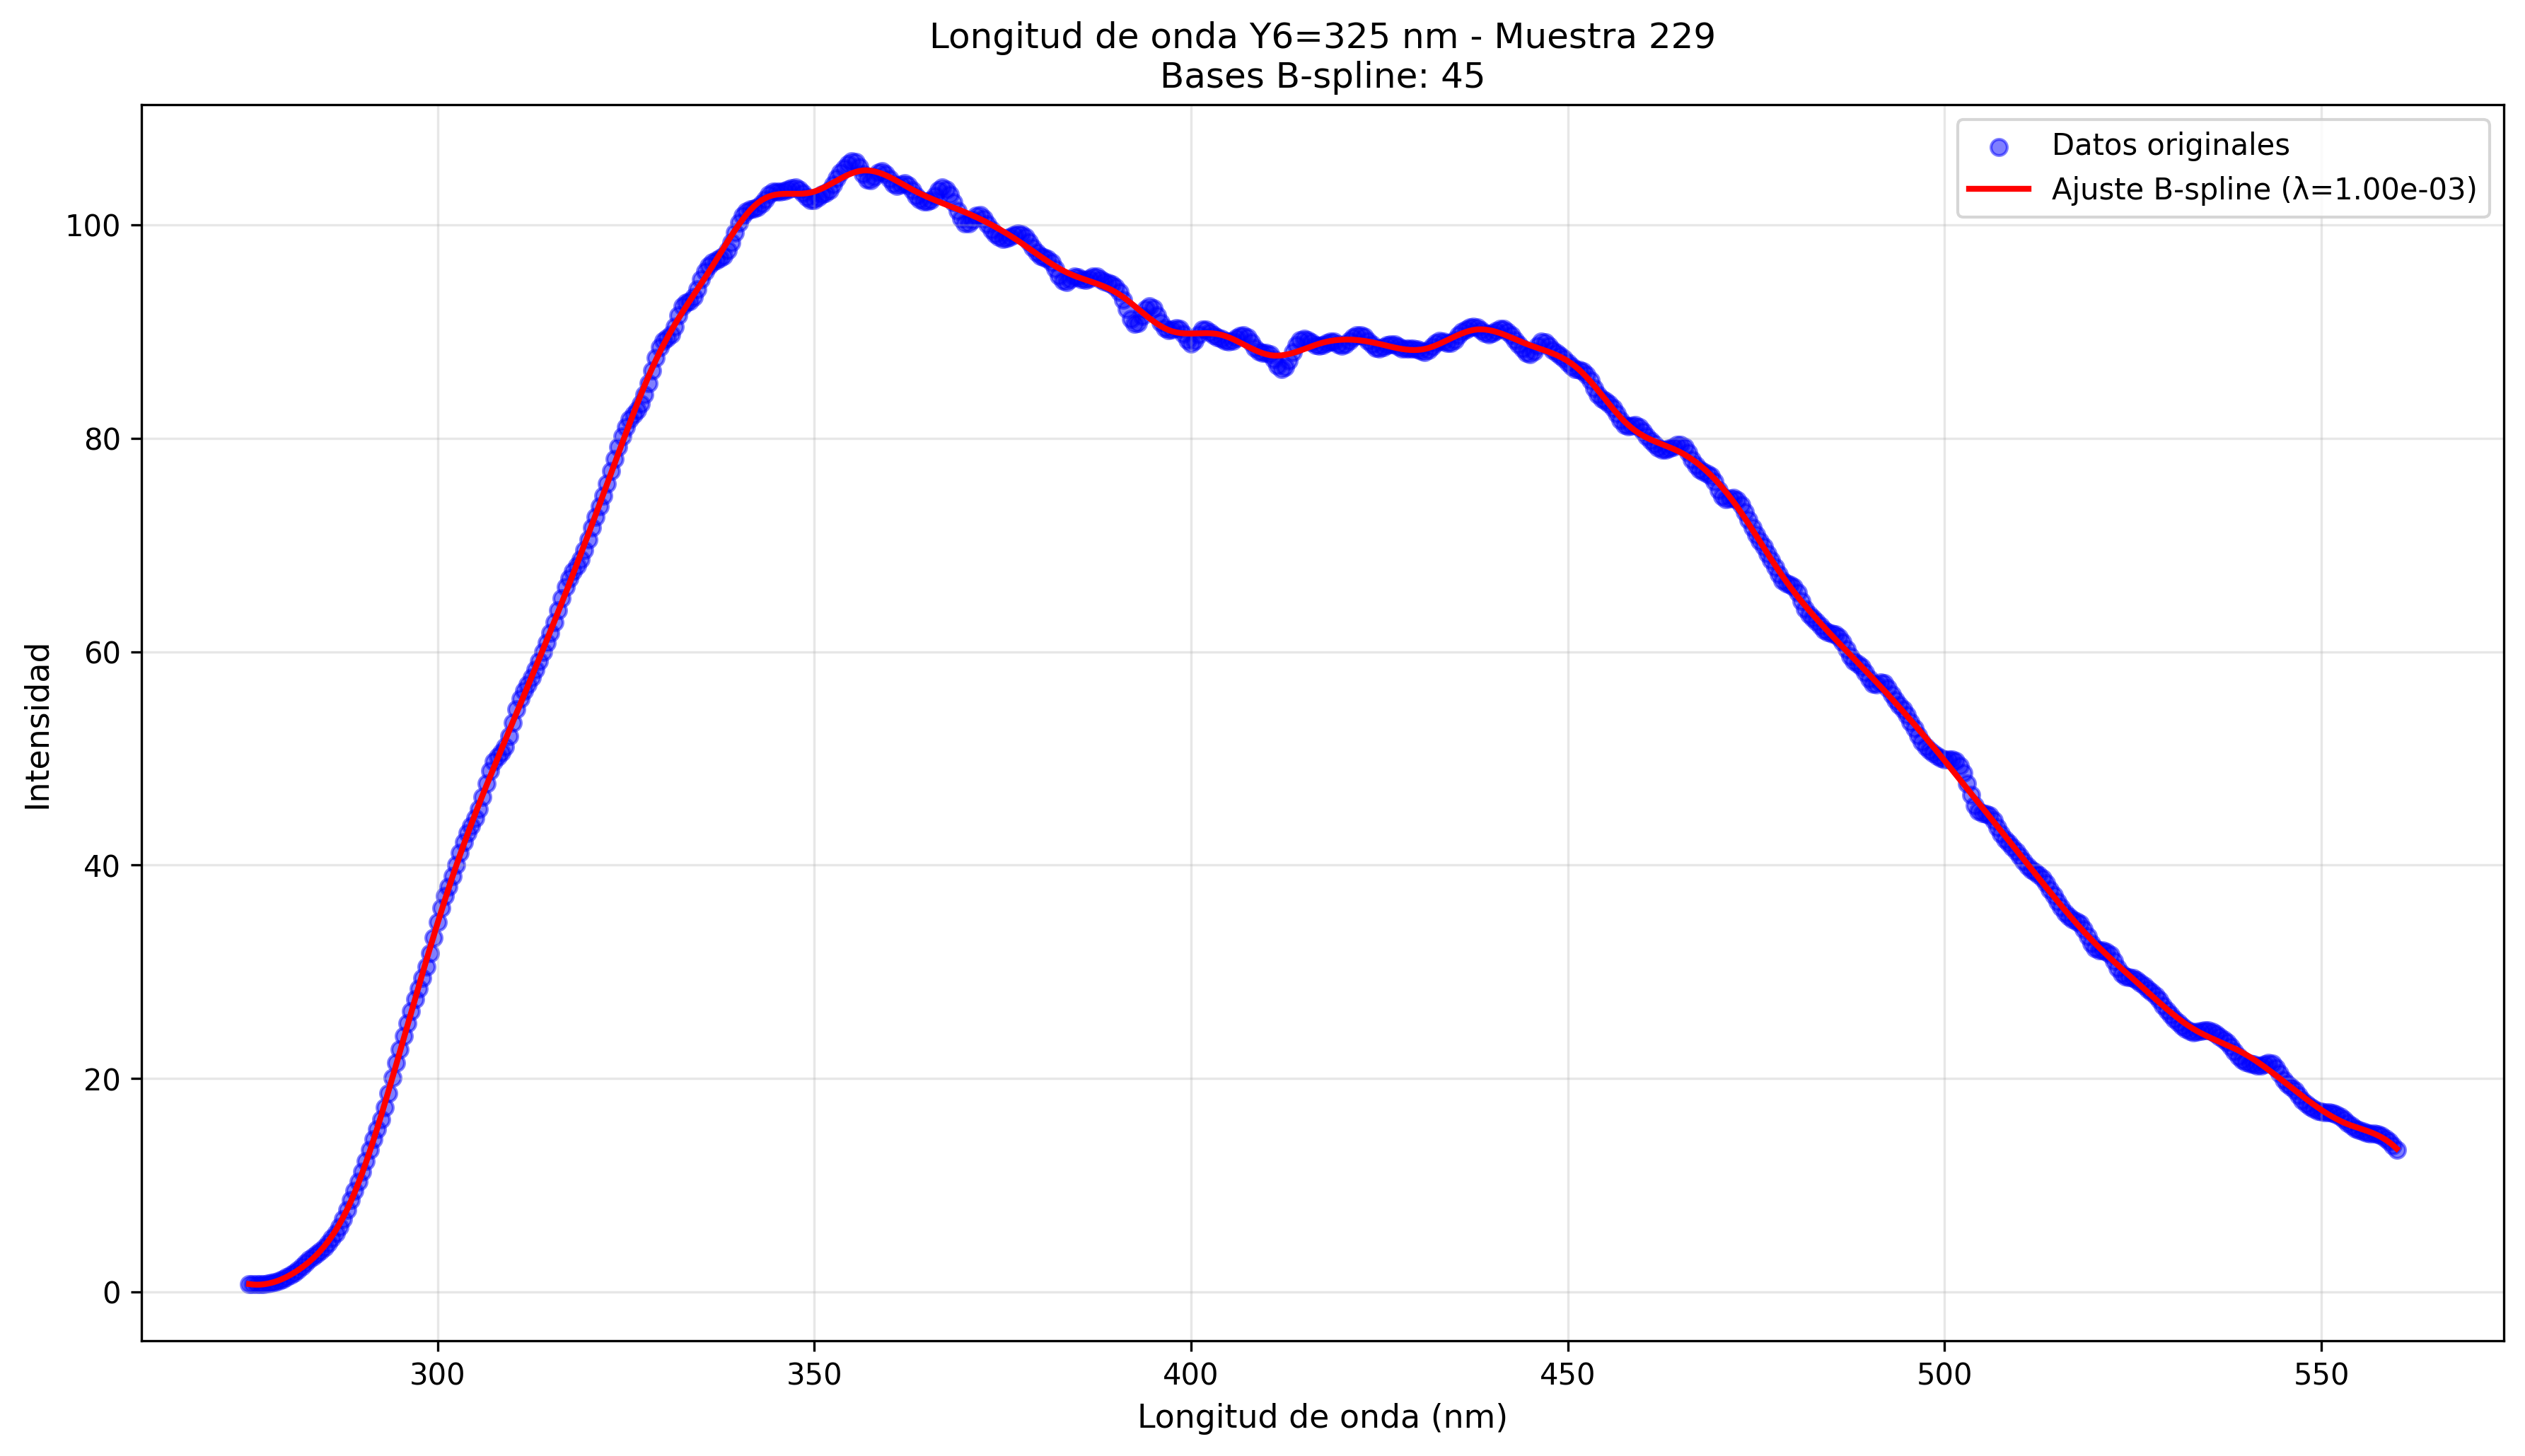 Longitud de onda Y6=325 nm - Muestra 229
Bases B-spline: 45
Datos originales
Ajuste B-spline (λ=1.00e-03)
Intensidad
100
80
60
40
20
0
300 350 400 450 500 550
Longitud de onda (nm)